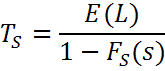 T_S = E(L) / (1 − F_S(s))